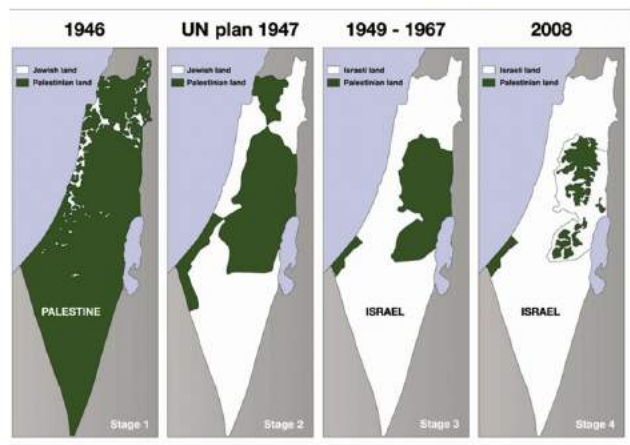 1946
Jewish land
Palestinian land
PALESTINE
Stage 1
UN plan 1947
Jewish land
Palestinian land
Stage 2
1949 - 1967
Israeli land
Palestinian land
ISRAEL
Stage 3
2008
Israeli land
Palestinian land
ISRAEL
Stage 4